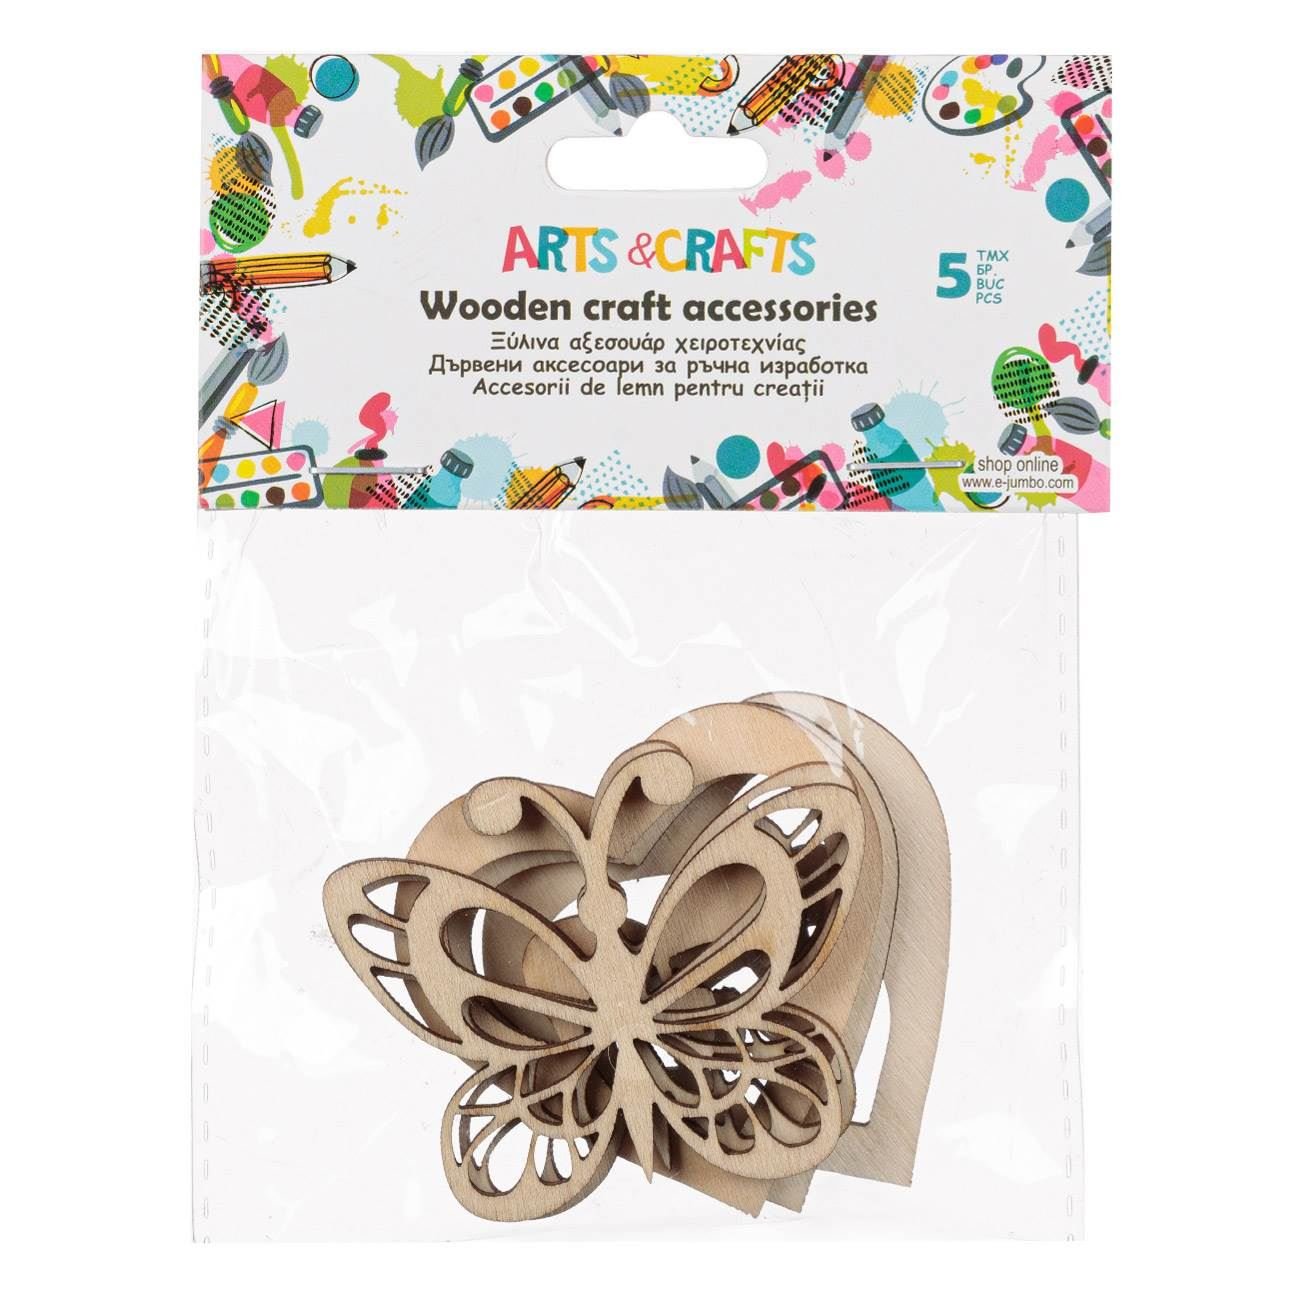 ARTS & CRAFTS
Wooden craft accessories
Ξύλινα αξεσουάρ χειροτεχνίας
Дървени аксесоари за ръчна изработка
Accesorii de lemn pentru creații
5 ΤΜΧ
БР.
BUC
PCS
shop online
www.e-jumbo.com